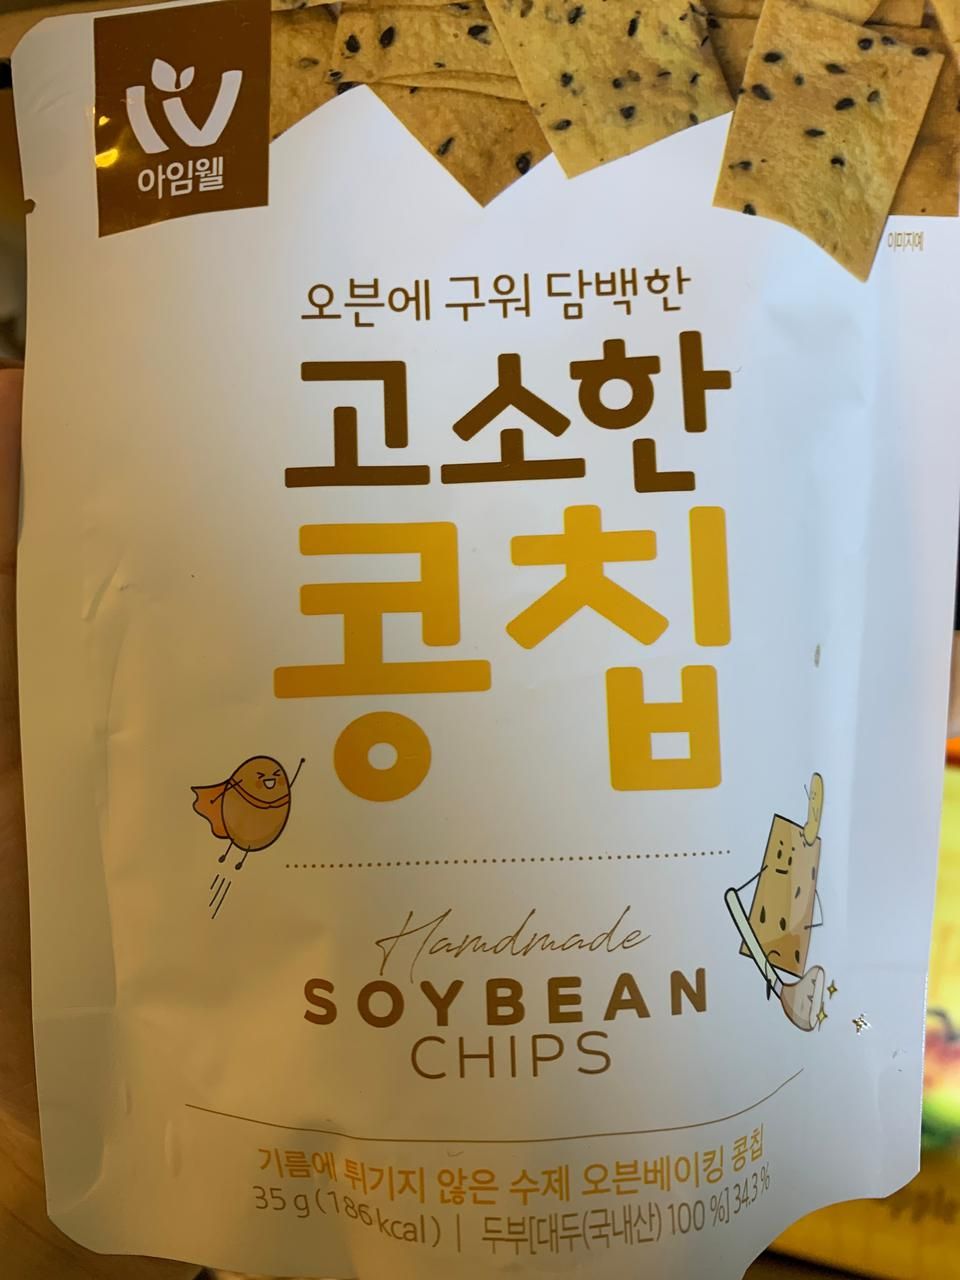 아임웰
이미지예
오븐에 구워 담백한
고소한
콩칩
Handmade
SOYBEAN
CHIPS
기름에 튀기지 않은 수제 오븐베이킹 콩칩
35 g (186 kcal) | 두부[대두(국내산) 100 %] 34.3 %